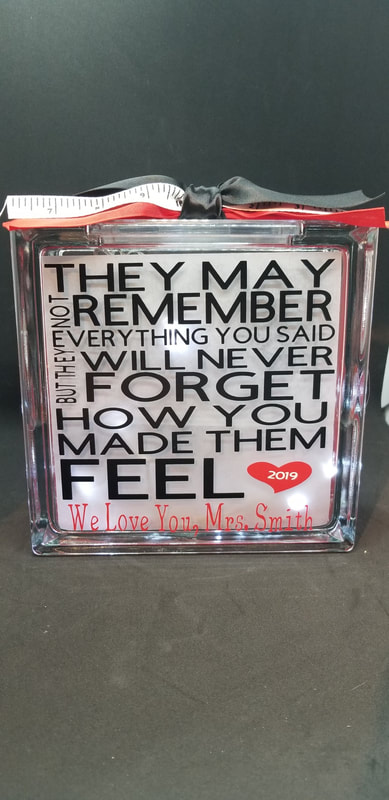 THEY MAY
NOT
REMEMBER
EVERYTHING YOU SAID
BUT THEY
WILL NEVER
FORGET
HOW YOU
MADE THEM
FEEL
2019
We Love You, Mrs. Smith